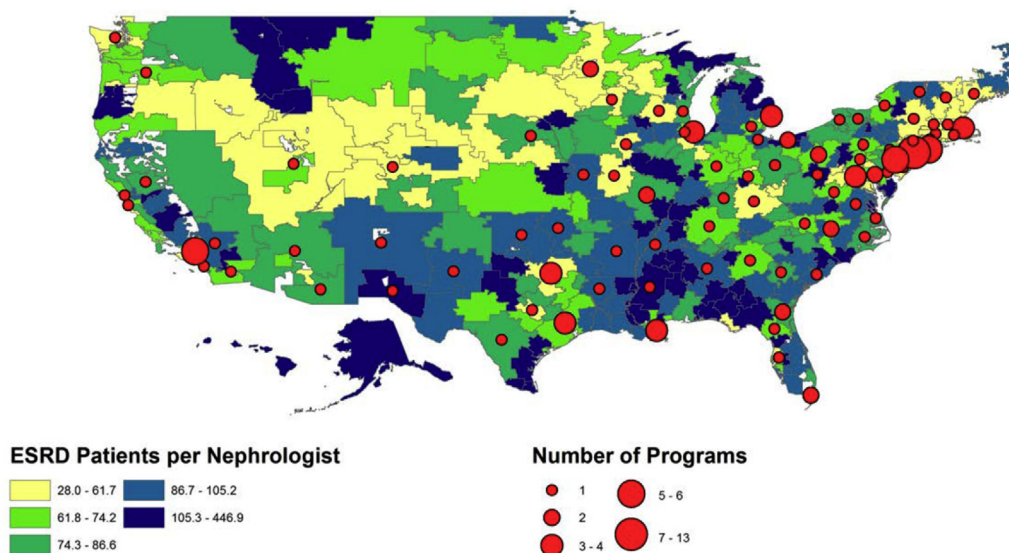 ESRD Patients per Nephrologist
28.0 - 61.7
86.7 - 105.2
61.8 - 74.2
105.3 - 446.9
74.3 - 86.6
Number of Programs
1
5 - 6
2
3 - 4
7 - 13